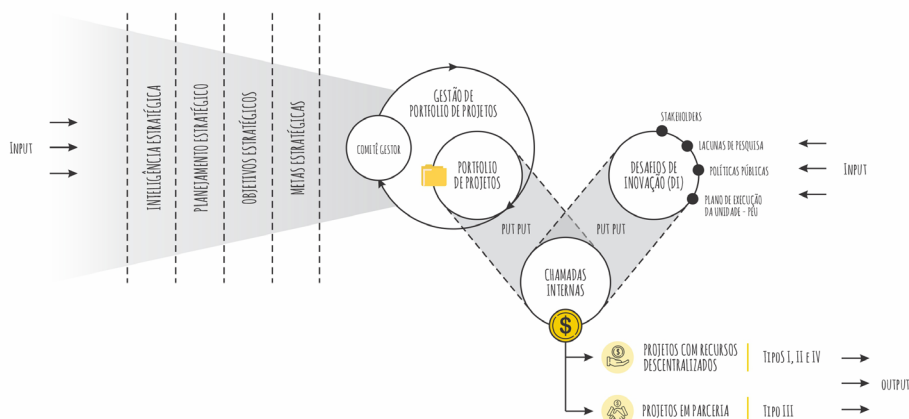 INPUT
INTELIGÊNCIA ESTRATÉGICA
PLANEJAMENTO ESTRATÉGICO
OBJETIVOS ESTRATÉGICOS
METAS ESTRATÉGICAS
COMITÊ GESTOR
GESTÃO DE
PORTFOLIO DE PROJETOS
PORTFOLIO
DE PROJETOS
PUT PUT
PUT PUT
DESAFIOS DE
INOVAÇÃO (DI)
STAKEHOLDERS
LACUNAS DE PESQUISA
POLÍTICAS PÚBLICAS
PLANO DE EXECUÇÃO
DA UNIDADE - PEU
INPUT
CHAMADAS
INTERNAS
$
PROJETOS COM RECURSOS
DESCENTRALIZADOS
TIPOS I, II E IV
OUTPUT
PROJETOS EM PARCERIA
TIPO III